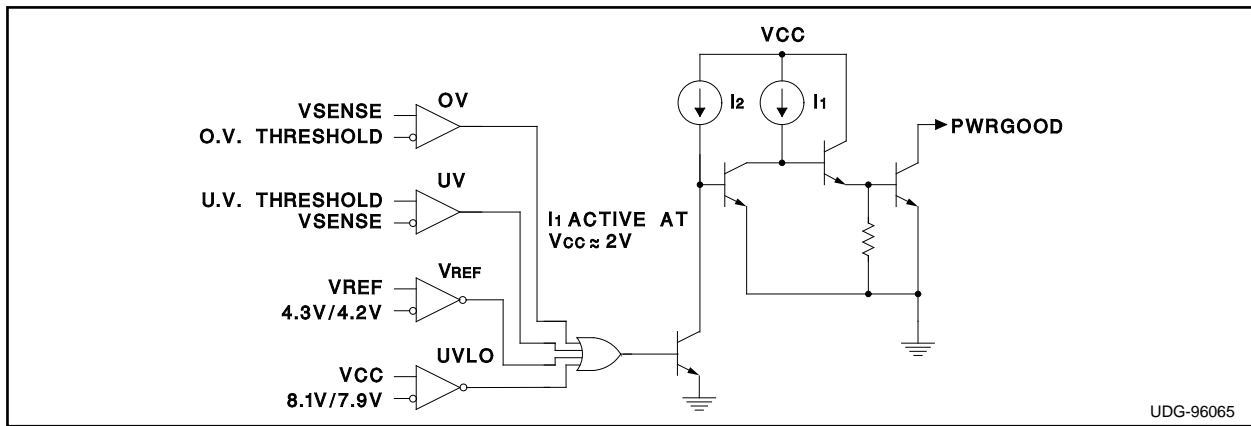 VCC
I2
I1
PWRGOOD
OV
VSENSE
O.V. THRESHOLD
UV
U.V. THRESHOLD
VSENSE
I1 ACTIVE AT
VCC ≈ 2V
VREF
VREF
4.3V/4.2V
UVLO
VCC
8.1V/7.9V
UDG-96065